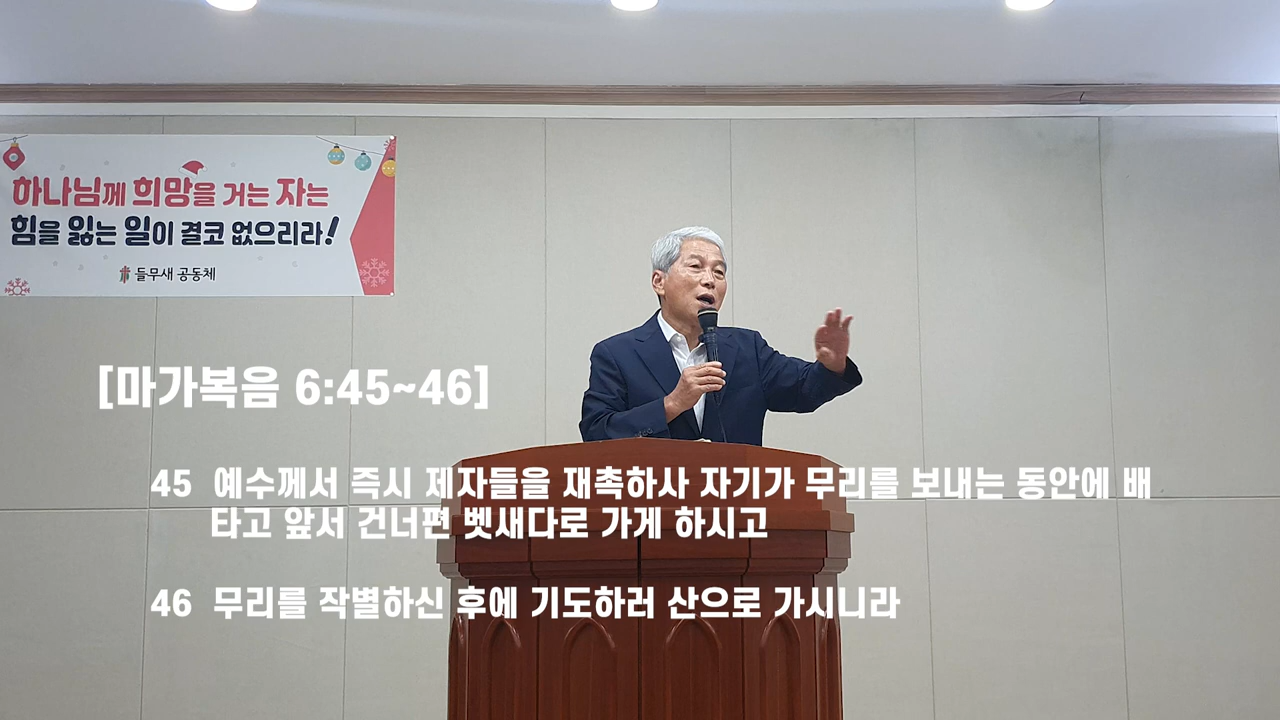 하나님께 희망을 거는 자는
힘을 잃는 일이 결코 없으리라!
들무새 공동체
[마가복음 6:45~46]
45 예수께서 즉시 제자들을 재촉하사 자기가 무리를 보내는 동안에 배
타고 앞서 건너편 벳새다로 가게 하시고
46 무리를 작별하신 후에 기도하러 산으로 가시니라